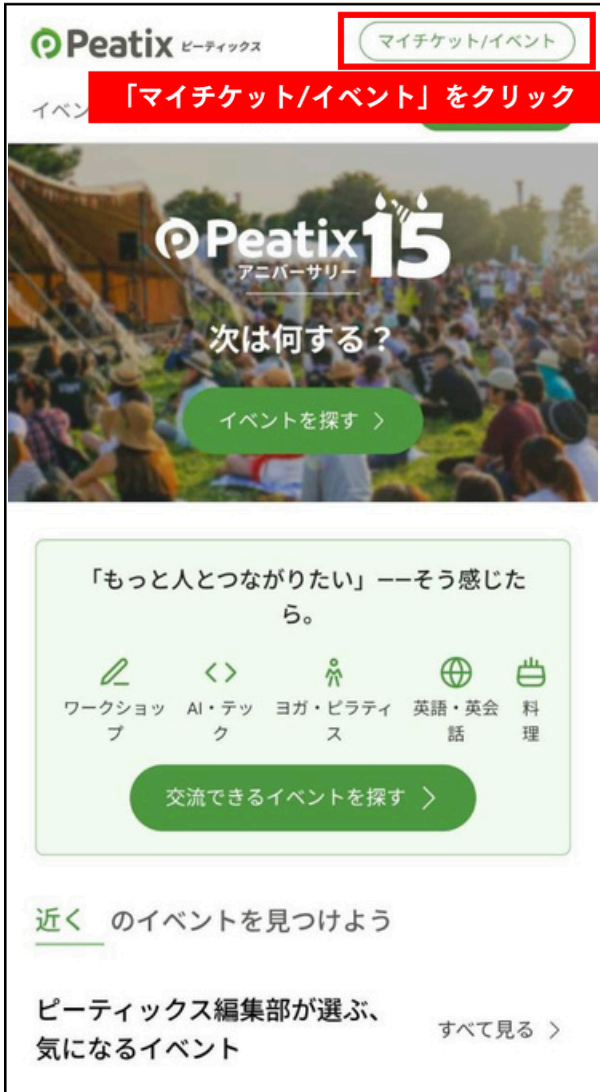 Peatix ピーティックス
マイチケット/イベント
「マイチケット/イベント」をクリック
イベン
Peatix15
アニバーサリー
次は何する？
イベントを探す
「もっと人とつながりたい」ーーそう感じた
ら。
ワークショッ
プ
AI・テッ
ク
ヨガ・ピラティ
ス
英語・英会
話
料
理
交流できるイベントを探す
近く のイベントを見つけよう
ピーティックス編集部が選ぶ、
気になるイベント
すべて見る